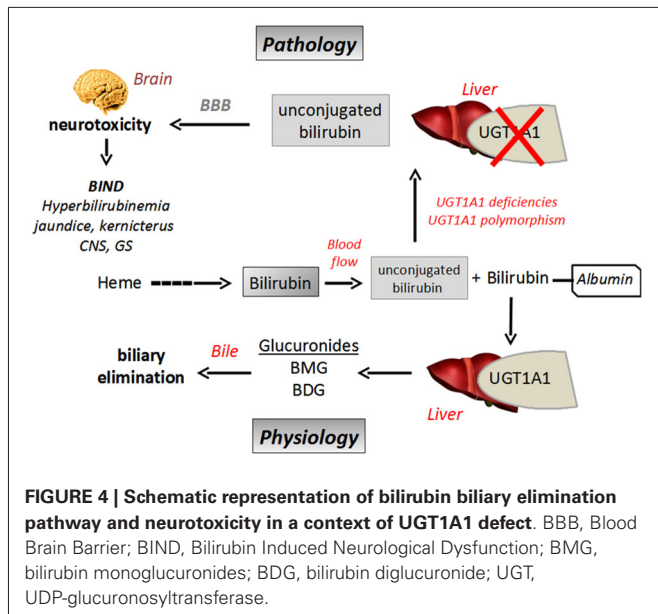 Pathology
Brain
Liver
BBB
unconjugated
bilirubin
UGT1A1
neurotoxicity
BIND
Hyperbilirubinemia
jaundice, kernicterus
CNS, GS
UGT1A1 deficiencies
UGT1A1 polymorphism
Heme
Bilirubin
Blood
flow
unconjugated
bilirubin
+ Bilirubin
Albumin
biliary
elimination
Bile
Glucuronides
BMG
BDG
UGT1A1
Liver
Physiology
FIGURE 4 | Schematic representation of bilirubin biliary elimination
pathway and neurotoxicity in a context of UGT1A1 defect. BBB, Blood
Brain Barrier; BIND, Bilirubin Induced Neurological Dysfunction; BMG,
bilirubin monoglucuronides; BDG, bilirubin diglucuronide; UGT,
UDP-glucuronosyltransferase.